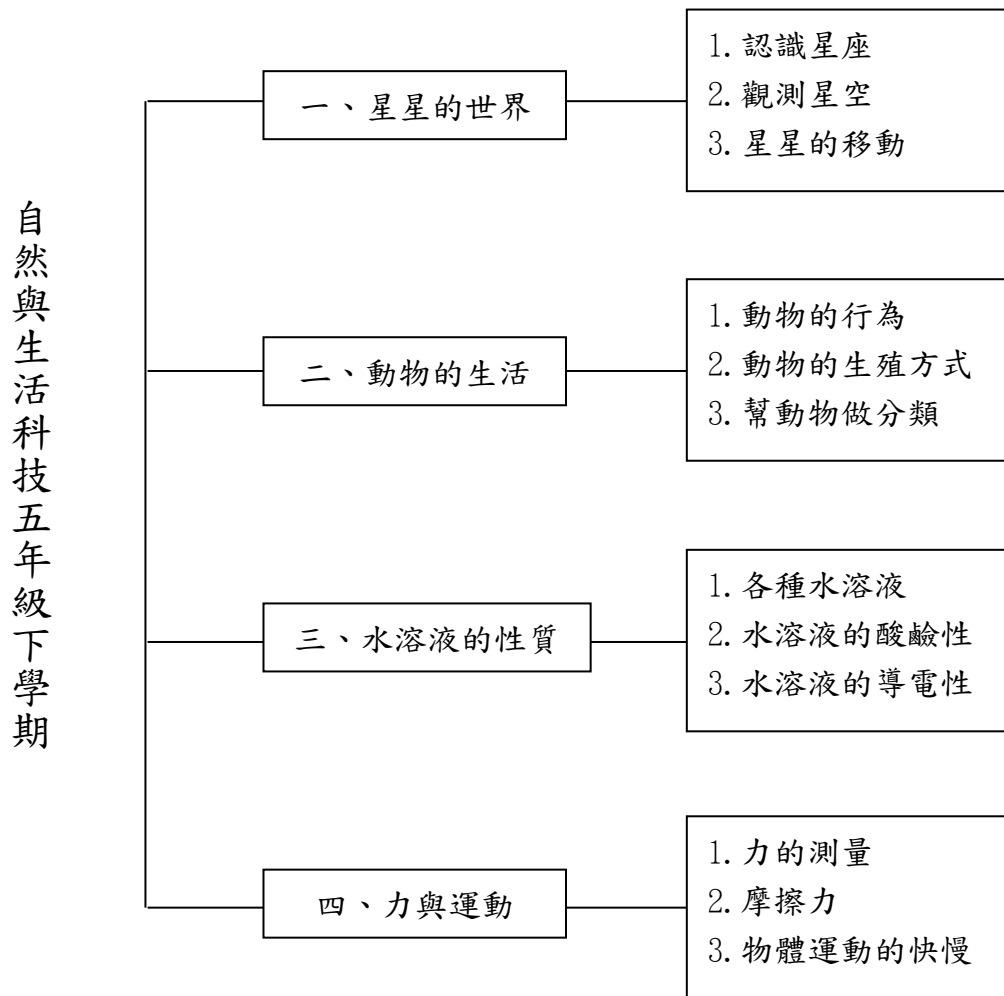 自然與生活科技五年級下學期
一、星星的世界
1.認識星座
2.觀測星空
3.星星的移動
二、動物的生活
1.動物的行為
2.動物的生殖方式
3.幫動物做分類
三、水溶液的性質
1.各種水溶液
2.水溶液的酸鹼性
3.水溶液的導電性
四、力與運動
1.力的測量
2.摩擦力
3.物體運動的快慢